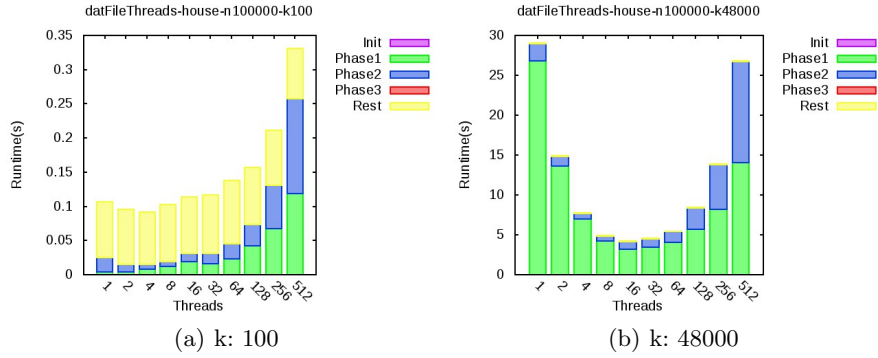 datFileThreads-house-n100000-k100
Runtime(s)
0.35
0.3
0.25
0.2
0.15
0.1
0.05
0
1 2 4 8 16 32 64 128 256 512
Threads
Init
Phase1
Phase2
Phase3
Rest
(a) k: 100
datFileThreads-house-n100000-k48000
Runtime(s)
30
25
20
15
10
5
0
1 2 4 8 16 32 64 128 256 512
Threads
Init
Phase1
Phase2
Phase3
Rest
(b) k: 48000